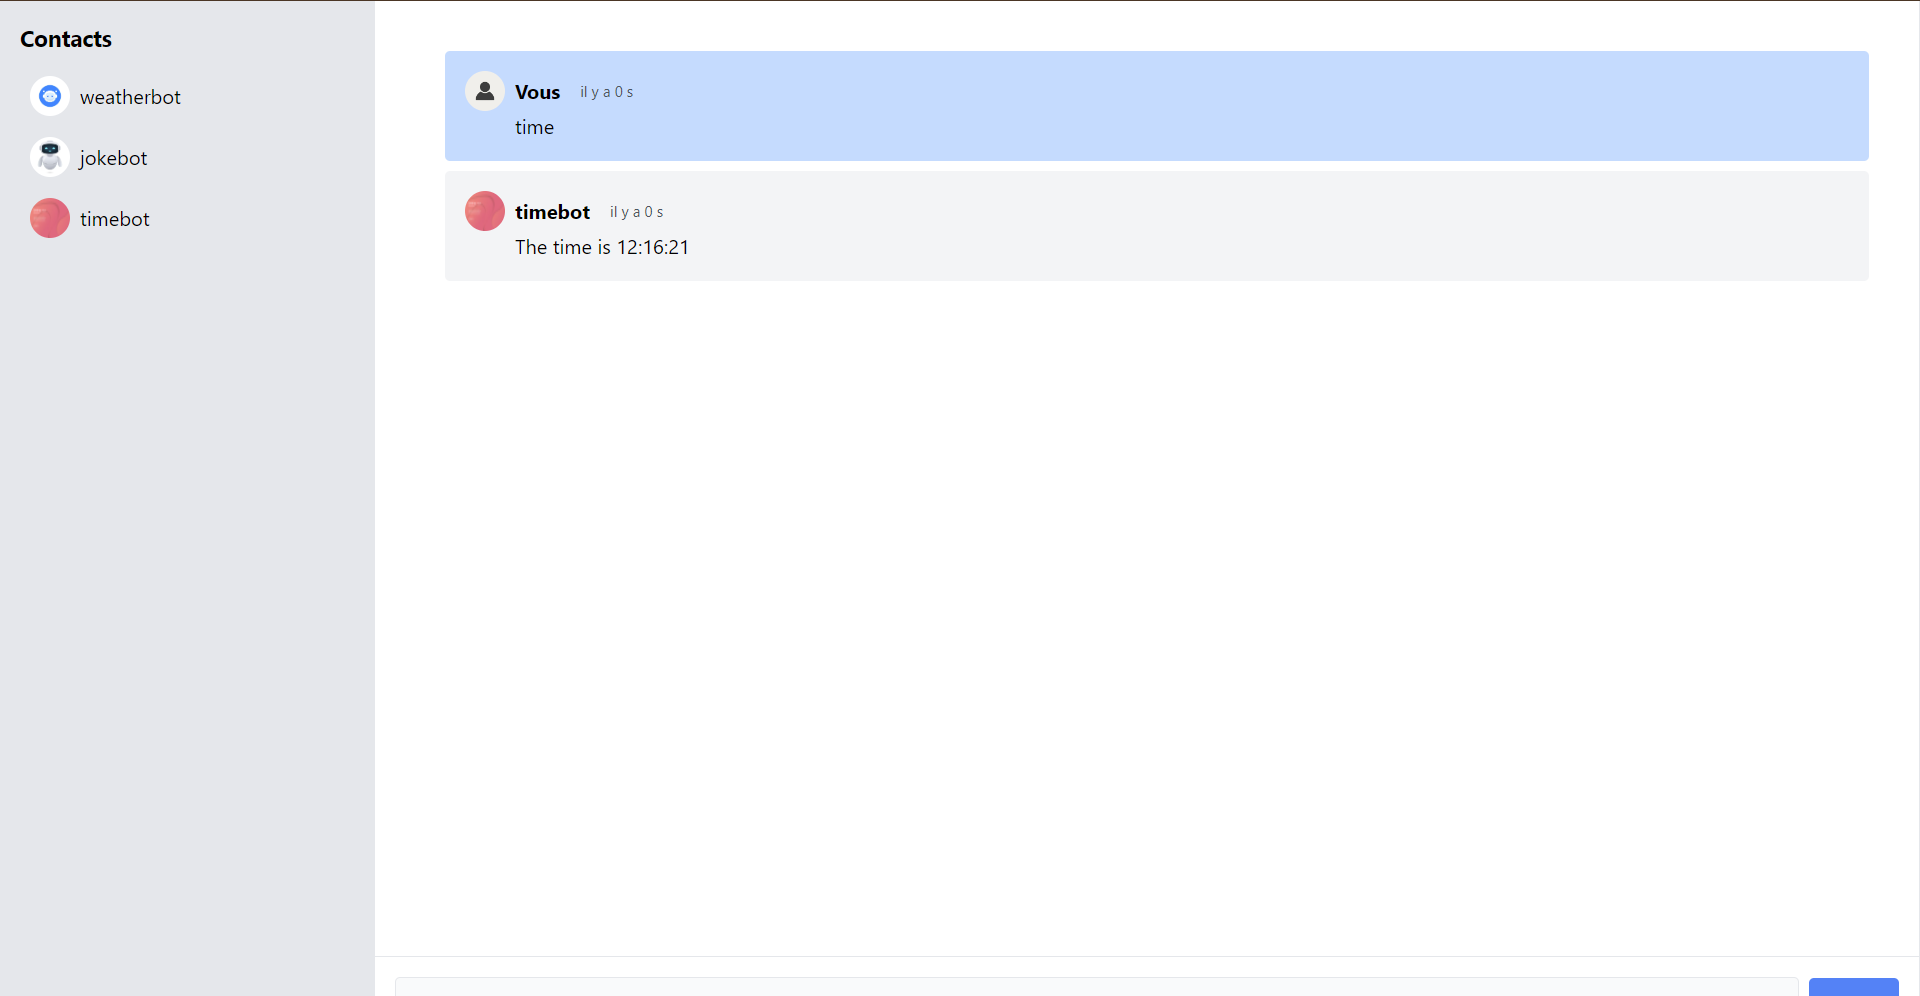 Contacts
weatherbot
jokebot
timebot
Vous il y a 0 s
time
timebot il y a 0 s
The time is 12:16:21